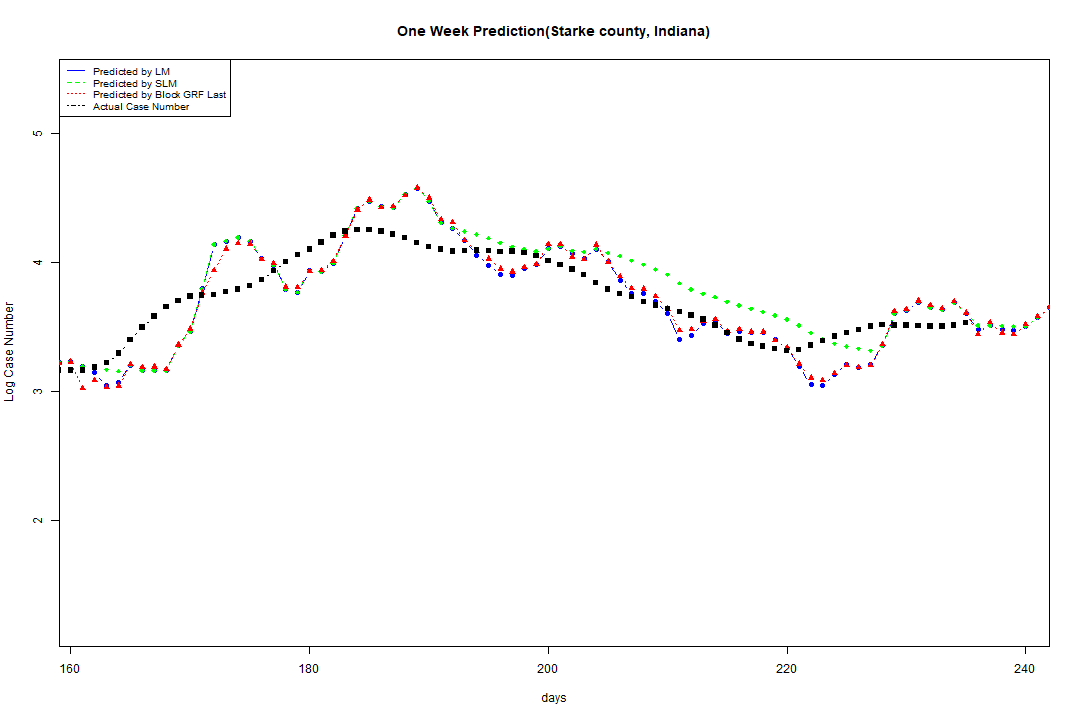 One Week Prediction(Starke county, Indiana)
Predicted by LM
Predicted by SLM
Predicted by Block GRF Last
Actual Case Number
5
4
3
2
Log Case Number
160 180 200 220 240
days